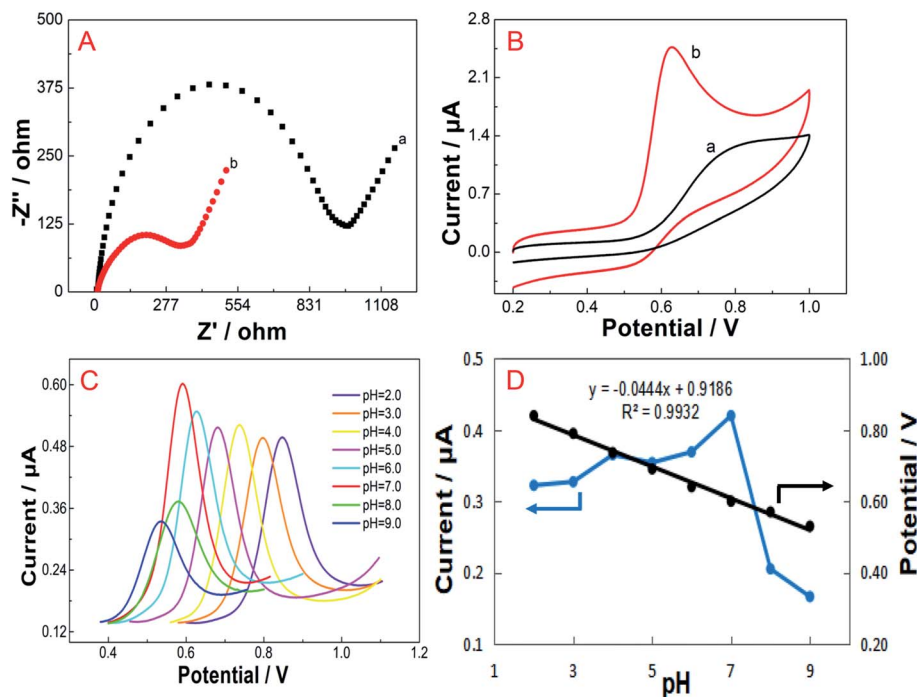 A
500
375
250
125
0
-Z'' / ohm
a
b
0
277
554
831
1108
Z' / ohm
B
2.8
2.1
1.4
0.7
0.0
Current / μA
b
a
0.2
0.4
0.6
0.8
1.0
Potential / V
C
0.60
0.48
0.36
0.24
0.12
Current / μA
pH=2.0
pH=3.0
pH=4.0
pH=5.0
pH=6.0
pH=7.0
pH=8.0
pH=9.0
0.4
0.6
0.8
1.0
1.2
Potential / V
D
0.5
0.4
0.3
0.2
0.1
Current / μA
y = -0.0444x + 0.9186
R² = 0.9932
1.00
0.80
0.60
0.40
0.20
Potential / V
1
3
5
7
9
pH